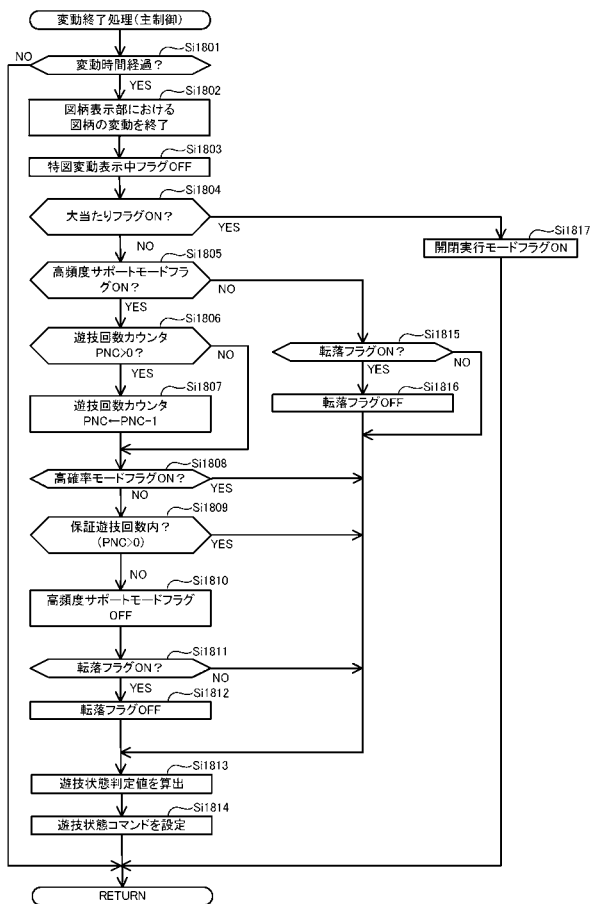 変動終了処理(主制御)
Si1801
NO
変動時間経過？
YES
Si1802
図柄表示部における
図柄の変動を終了
Si1803
特図変動表示中フラグOFF
Si1804
大当たりフラグON？
YES
NO
Si1817
開閉実行モードフラグON
Si1805
高頻度サポートモードフラ
グON？
NO
YES
Si1806
遊技回数カウンタ
PNC>0？
NO
YES
Si1815
転落フラグON？
NO
YES
Si1816
転落フラグOFF
Si1807
遊技回数カウンタ
PNC←PNC-1
Si1808
高確率モードフラグON？
YES
NO
Si1809
保証遊技回数内？
(PNC>0)
YES
NO
Si1810
高頻度サポートモードフラグ
OFF
Si1811
転落フラグON？
NO
YES
Si1812
転落フラグOFF
Si1813
遊技状態判定値を算出
Si1814
遊技状態コマンドを設定
RETURN